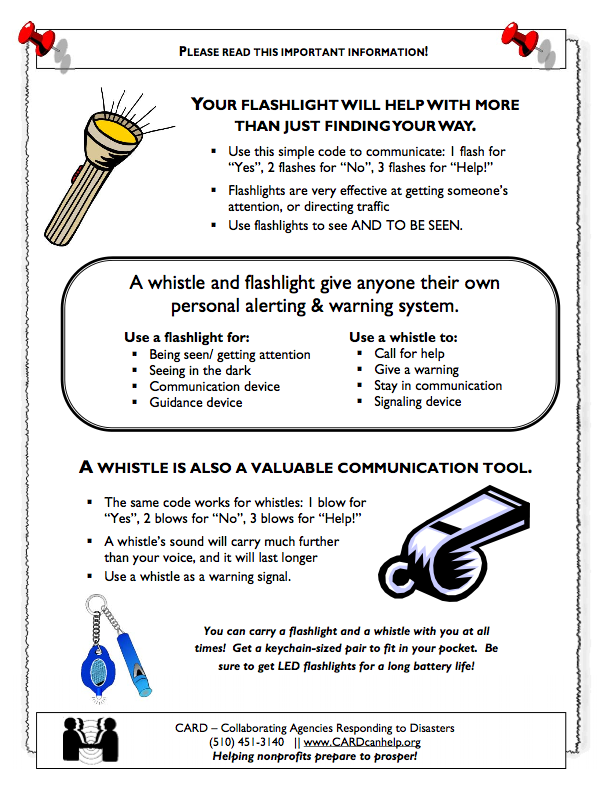 PLEASE READ THIS IMPORTANT INFORMATION!
YOUR FLASHLIGHT WILL HELP WITH MORE
THAN JUST FINDING YOUR WAY.
▪ Use this simple code to communicate: 1 flash for
“Yes”, 2 flashes for “No”, 3 flashes for “Help!”
▪ Flashlights are very effective at getting someone’s
attention, or directing traffic
▪ Use flashlights to see AND TO BE SEEN.
A whistle and flashlight give anyone their own
personal alerting & warning system.
Use a flashlight for:
▪ Being seen/ getting attention
▪ Seeing in the dark
▪ Communication device
▪ Guidance device
Use a whistle to:
▪ Call for help
▪ Give a warning
▪ Stay in communication
▪ Signaling device
A WHISTLE IS ALSO A VALUABLE COMMUNICATION TOOL.
▪ The same code works for whistles: 1 blow for
“Yes”, 2 blows for “No”, 3 blows for “Help!”
▪ A whistle’s sound will carry much further
than your voice, and it will last longer
▪ Use a whistle as a warning signal.
You can carry a flashlight and a whistle with you at all
times! Get a keychain-sized pair to fit in your pocket. Be
sure to get LED flashlights for a long battery life!
CARD – Collaborating Agencies Responding to Disasters
(510) 451-3140 || www.CARDcanhelp.org
Helping nonprofits prepare to prosper!